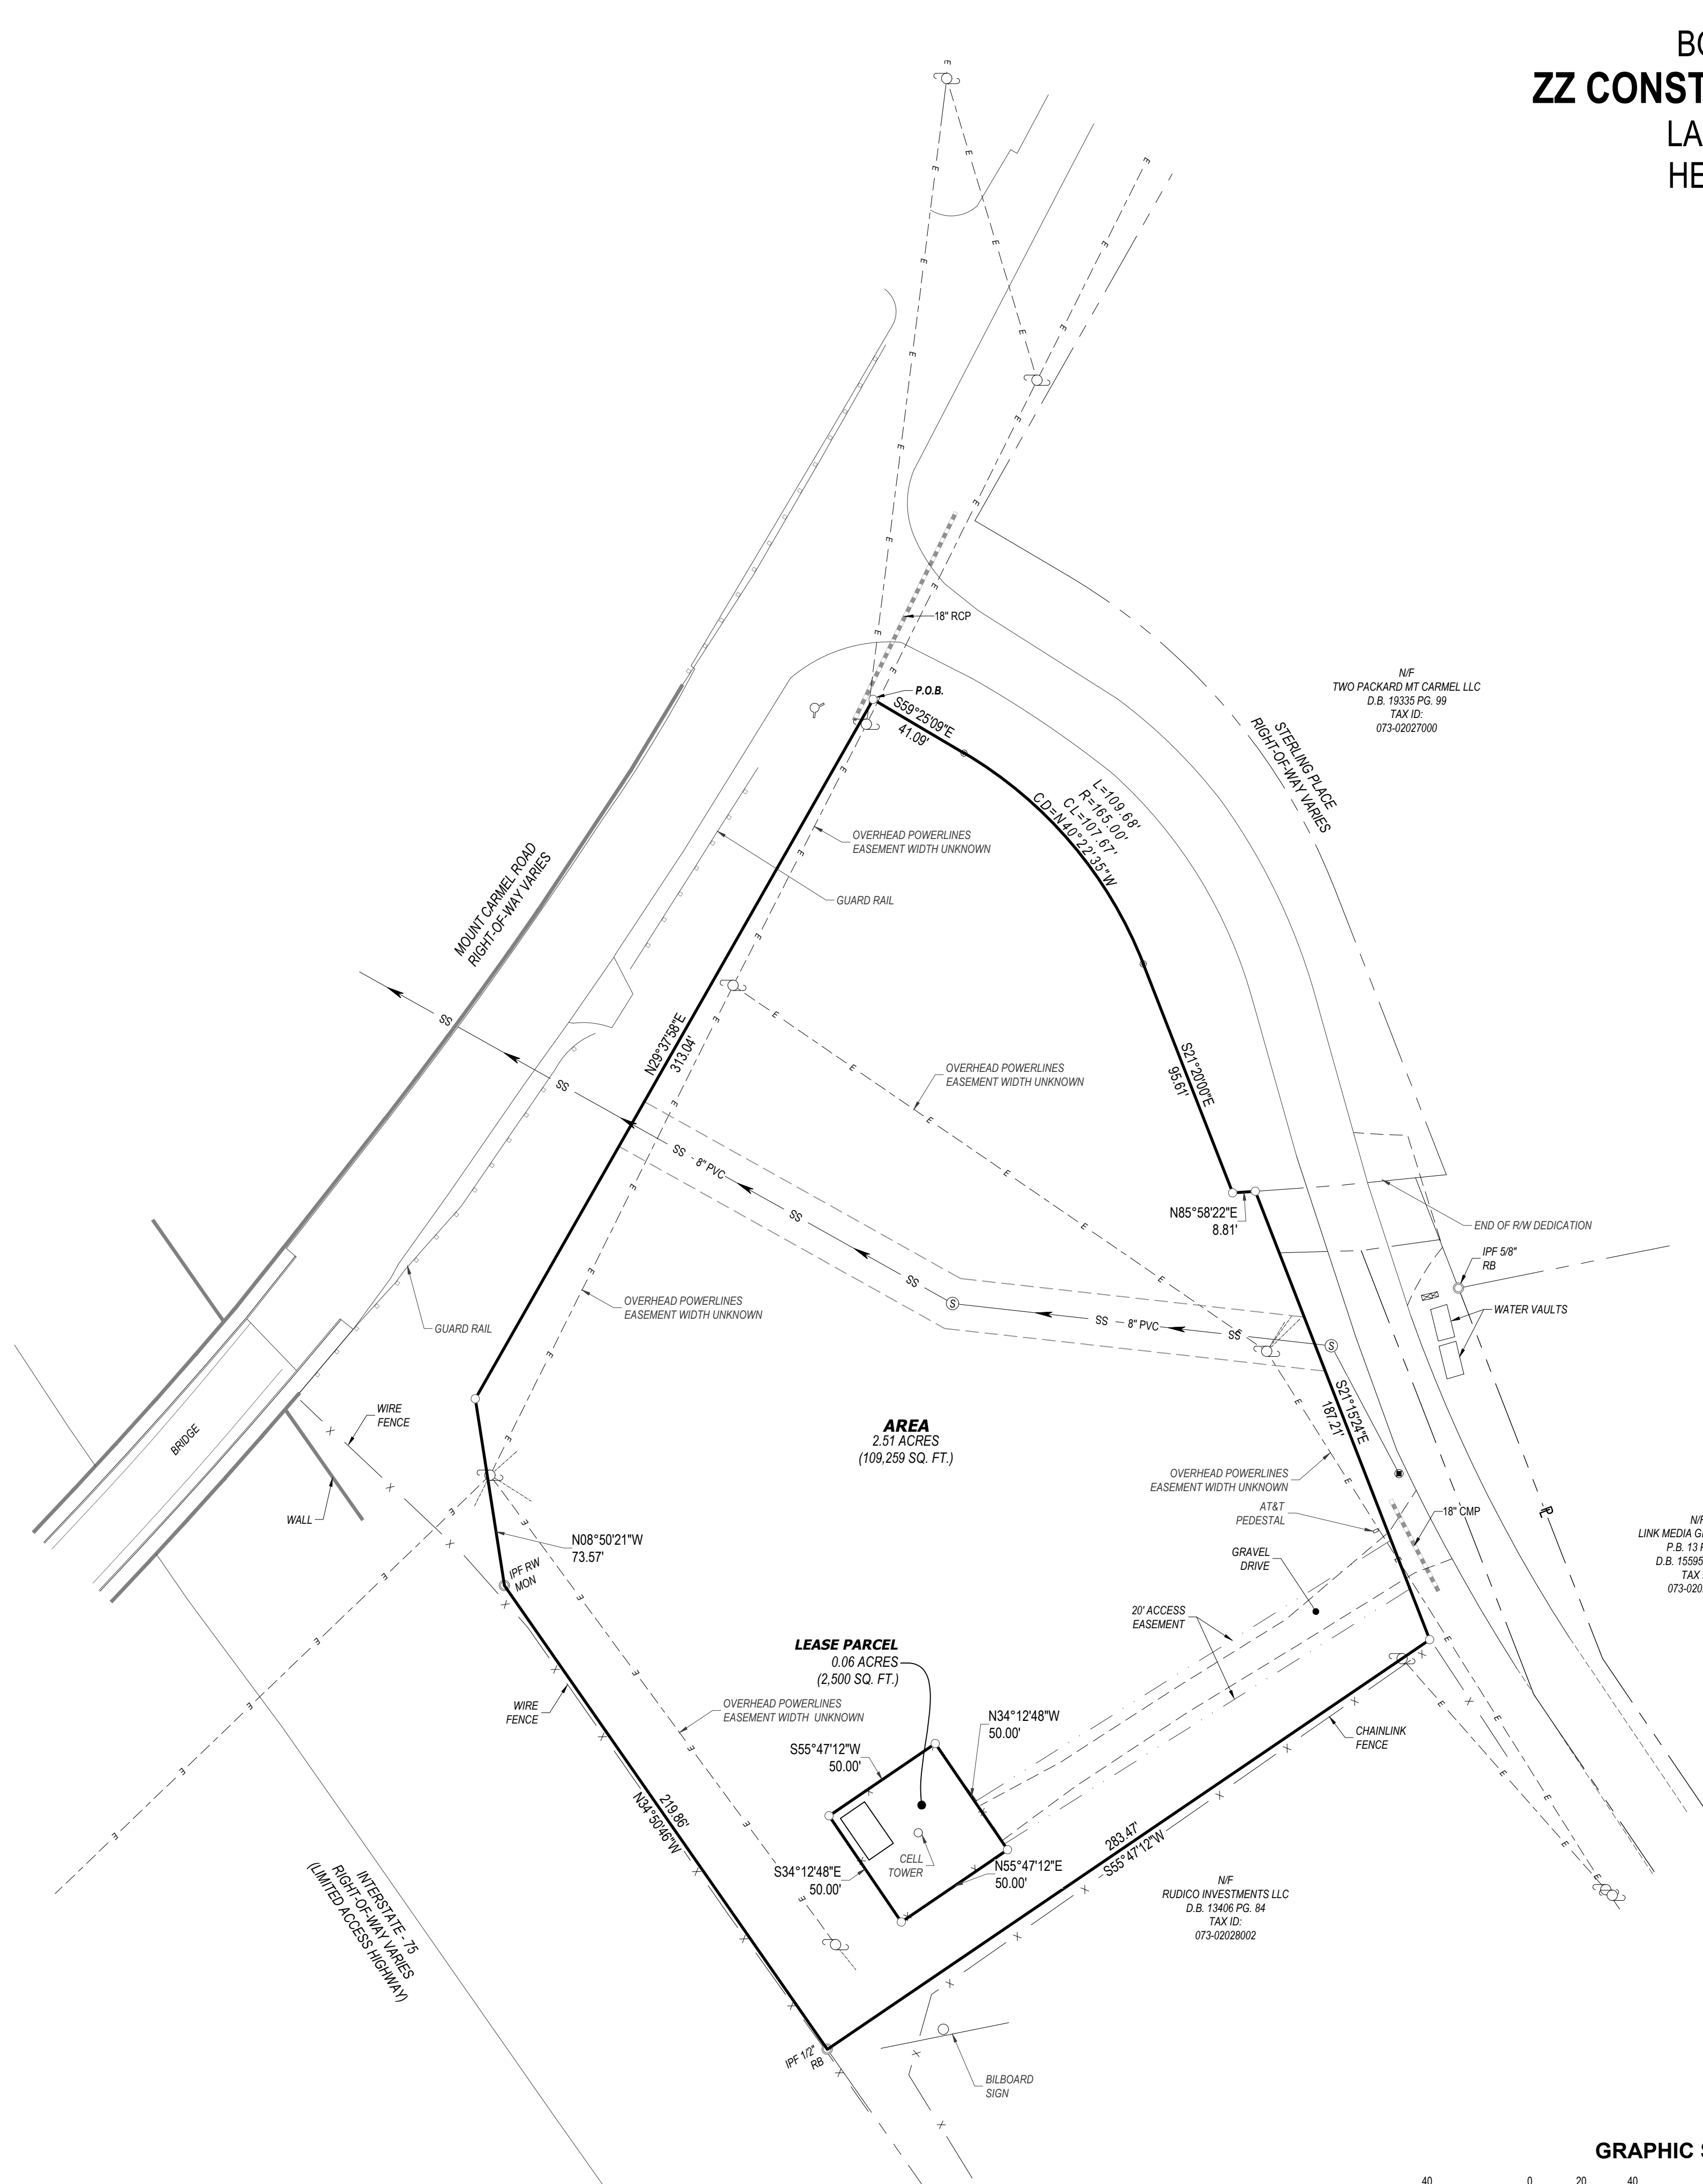 BO
ZZ CONST
LA
HE
18" RCP
P.O.B.
S59°25'09"E
41.09'
N/F
TWO PACKARD MT CARMEL LLC
D.B. 19335 PG. 99
TAX ID:
073-02027000
STERLING PLACE
RIGHT-OF-WAY VARIES
L=109.68'
R=165.00'
CL=107.67'
CD=N40°22'35"W
OVERHEAD POWERLINES
EASEMENT WIDTH UNKNOWN
GUARD RAIL
MOUNT CARMEL ROAD
RIGHT-OF-WAY VARIES
N29°37'58"E
313.04'
OVERHEAD POWERLINES
EASEMENT WIDTH UNKNOWN
S21°20'00"E
95.61'
SS
SS
SS - 8" PVC
SS
SS
SS - 8" PVC
SS
N85°58'22"E
8.81'
END OF R/W DEDICATION
IPF 5/8"
RB
WATER VAULTS
OVERHEAD POWERLINES
EASEMENT WIDTH UNKNOWN
GUARD RAIL
S
S
WIRE
FENCE
BRIDGE
WALL
AREA
2.51 ACRES
(109,259 SQ. FT.)
S21°15'24"E
187.21'
OVERHEAD POWERLINES
EASEMENT WIDTH UNKNOWN
AT&T
PEDESTAL
18" CMP
PL
N/F
LINK MEDIA G
P.B. 13
D.B. 15595
TAX
073-020
N08°50'21"W
73.57'
IPF RW
MON
GRAVEL
DRIVE
20' ACCESS
EASEMENT
LEASE PARCEL
0.06 ACRES
(2,500 SQ. FT.)
WIRE
FENCE
OVERHEAD POWERLINES
EASEMENT WIDTH UNKNOWN
N34°12'48"W
50.00'
S55°47'12"W
50.00'
CHAINLINK
FENCE
219.86'
N34°50'46"W
CELL
TOWER
S34°12'48"E
50.00'
N55°47'12"E
50.00'
283.47'
S55°47'12"W
N/F
RUDICO INVESTMENTS LLC
D.B. 13406 PG. 84
TAX ID:
073-02028002
INTERSTATE - 75
RIGHT-OF-WAY VARIES
(LIMITED ACCESS HIGHWAY)
IPF 1/2"
RB
BILBOARD
SIGN
GRAPHIC S
40 0 20 40